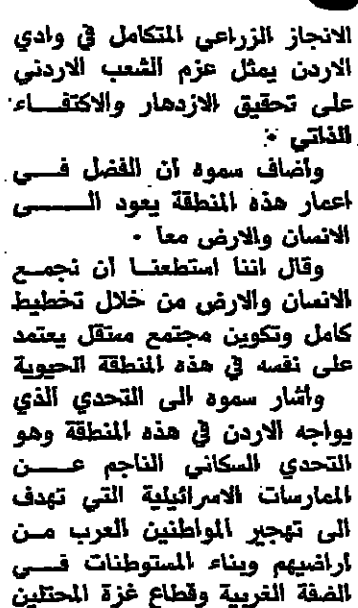 الانجاز الزراعي المتكامل في وادي
الاردن يمثل عزم الشعب الاردني
على تحقيق الازدهار والاكتفاء
الذاتي .
وأضاف سموه أن الفضل في
اعمار هذه المنطقة يعود الى
الانسان والارض معا .
وقال اننا استطعنا أن نجمع
الانسان والارض من خلال تخطيط
كامل وتكوين مجتمع مستقل يعتمد
على نفسه في هذه المنطقة الحيوية
وأشار سموه الى التحدي الذي
يواجه الاردن في هذه المنطقة وهو
التحدي السكاني الناجم عن
الممارسات الاسرائيلية التي تهدف
الى تهجير المواطنين العرب من
اراضيهم وبناء المستوطنات في
الضفة الغربية وقطاع غزة المحتلين